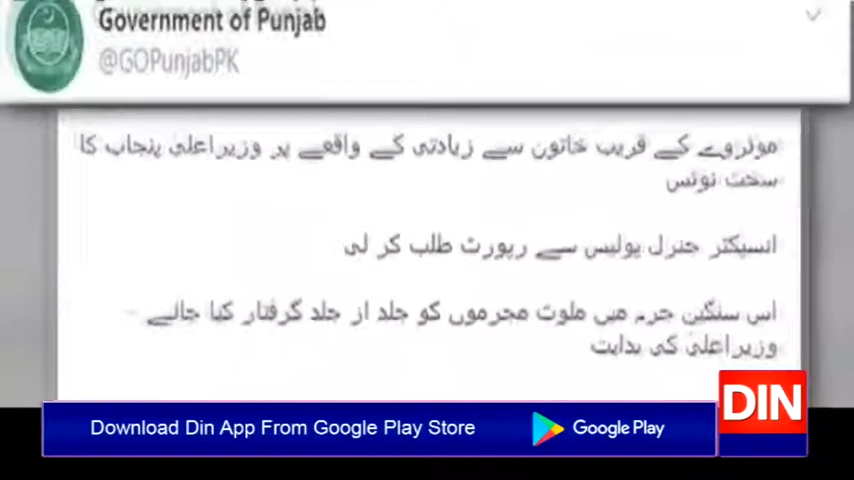 Government of Punjab
@GOPunjabPK
موٹروے کے قریب خاتون سے زیادتی کے واقعے پر وزیراعلیٰ پنجاب کا
سخت نوٹس
انسپکٹر جنرل پولیس سے رپورٹ طلب کر لی
اس سنگین جرم میں ملوث مجرموں کو جلد از جلد گرفتار کیا جائے
وزیراعلیٰ کی ہدایت
DIN
Download Din App From Google Play Store
Google Play